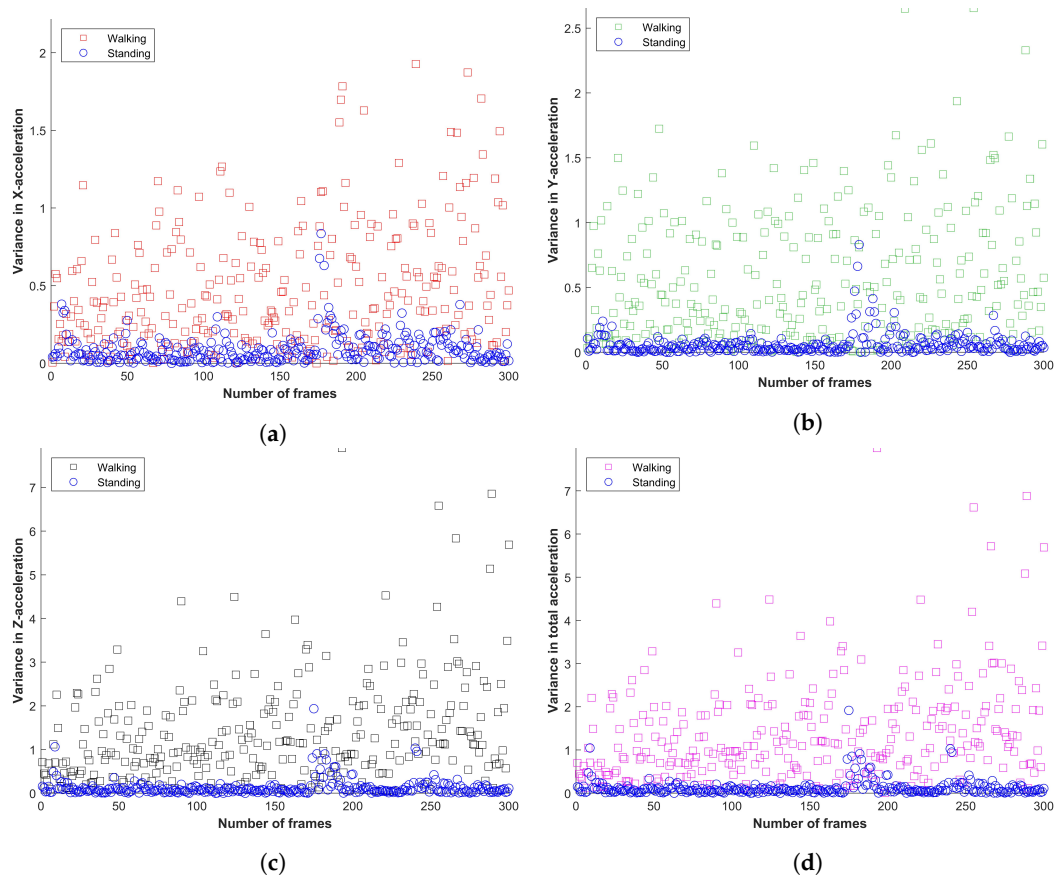 Variance in X-acceleration
2
1.5
1
0.5
0
Walking
Standing
0 50 100 150 200 250 300
Number of frames
(a)
Variance in Y-acceleration
2.5
2
1.5
1
0.5
0
Walking
Standing
0 50 100 150 200 250 300
Number of frames
(b)
Variance in Z-acceleration
7
6
5
4
3
2
1
0
Walking
Standing
0 50 100 150 200 250 300
Number of frames
(c)
Variance in total acceleration
7
6
5
4
3
2
1
0
Walking
Standing
0 50 100 150 200 250 300
Number of frames
(d)